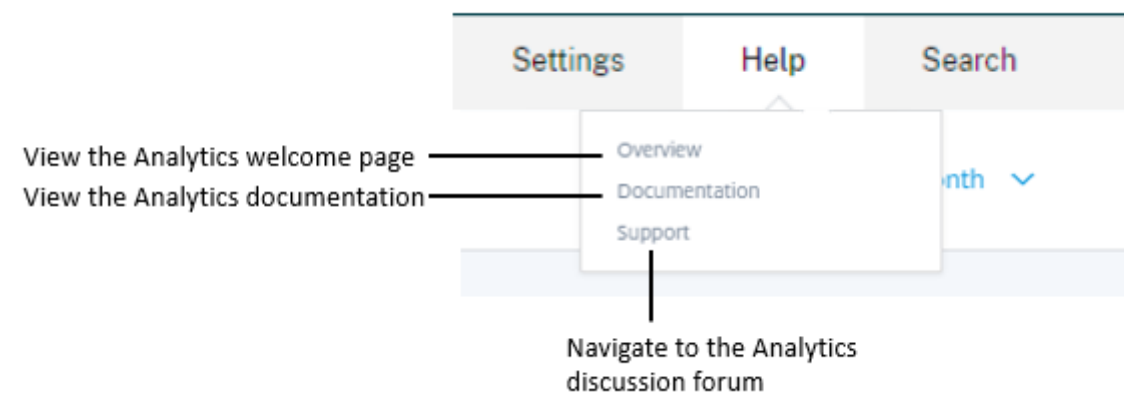 Settings Help Search
Overview
View the Analytics welcome page
Documentation
View the Analytics documentation
Support
Navigate to the Analytics
discussion forum